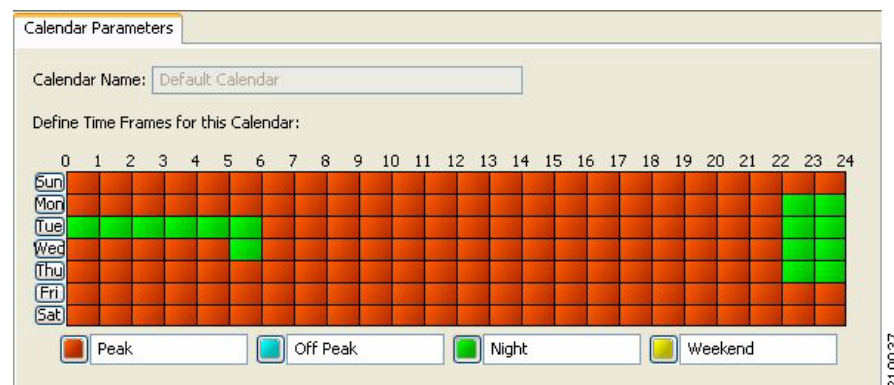 Calendar Parameters
Calendar Name: Default Calendar
Define Time Frames for this Calendar:
0 1 2 3 4 5 6 7 8 9 10 11 12 13 14 15 16 17 18 19 20 21 22 23 24
Sun
Mon
Tue
Wed
Thu
Fri
Sat
Peak Off Peak Night Weekend